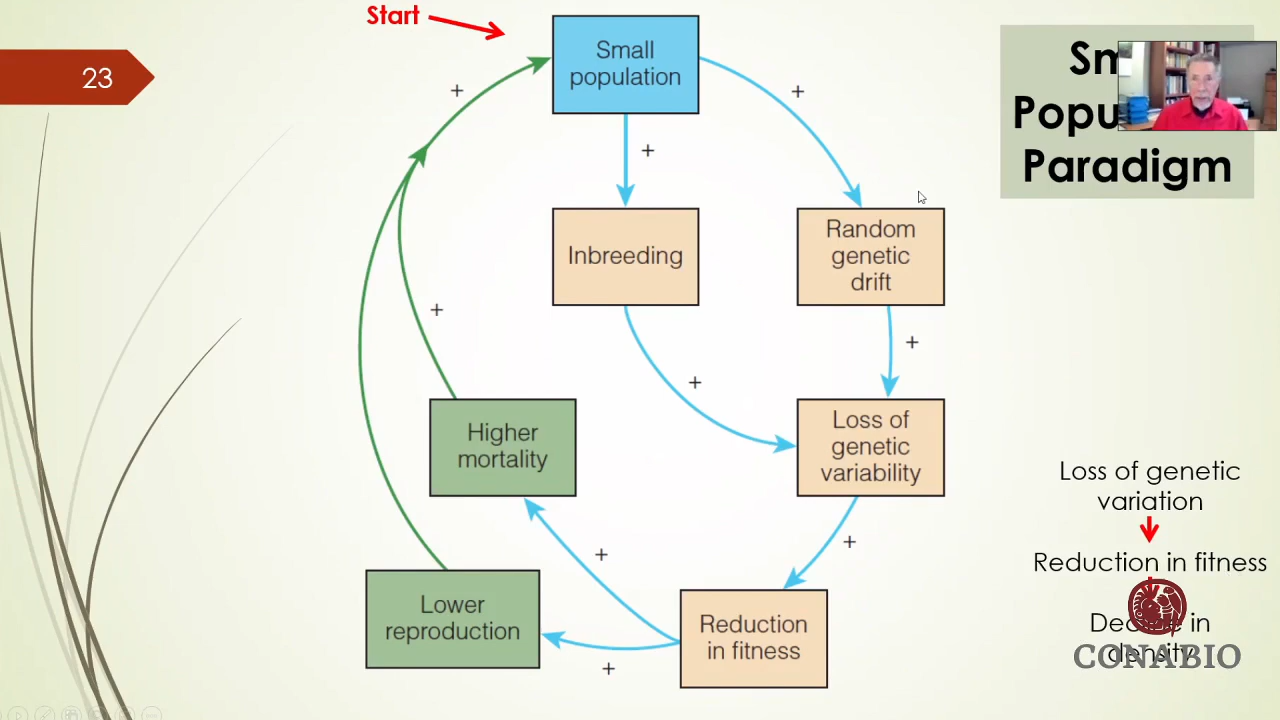 Start
23
Small
population
+
+
+
Inbreeding
Random
genetic
drift
+
+
+
Higher
mortality
Loss of
genetic
variability
+
+
Lower
reproduction
+
Reduction
in fitness
Paradigm
Loss of genetic
variation
Reduction in fitness
in
density
CONABIO